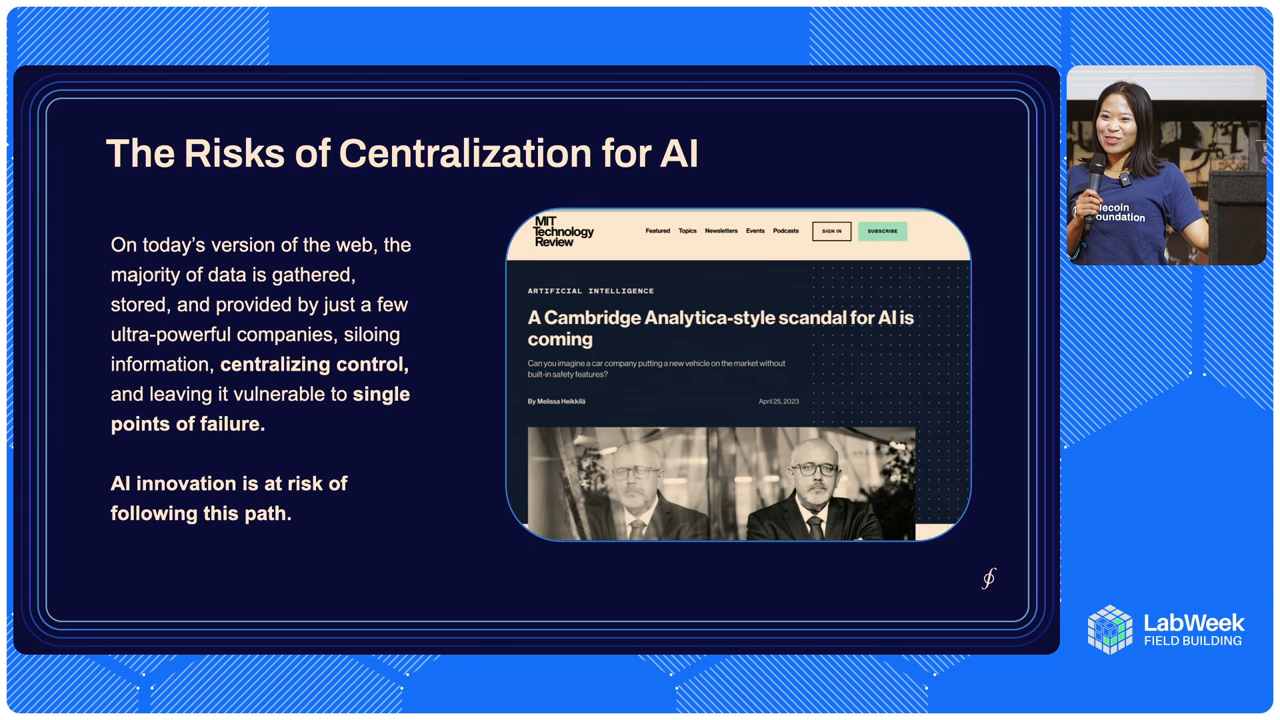 The Risks of Centralization for AI
On today’s version of the web, the
majority of data is gathered,
stored, and provided by just a few
ultra-powerful companies, siloing
information, centralizing control,
and leaving it vulnerable to single
points of failure.
AI innovation is at risk of
following this path.
MIT
Technology
Review
Featured Topics Newsletters Events Podcasts SIGN IN SUBSCRIBE
ARTIFICIAL INTELLIGENCE
A Cambridge Analytica-style scandal for AI is
coming
Can you imagine a car company putting a new vehicle on the market without
built-in safety features?
By Melissa Heikkilä April 25, 2023
lecoin
oundation
LabWeek
FIELD BUILDING